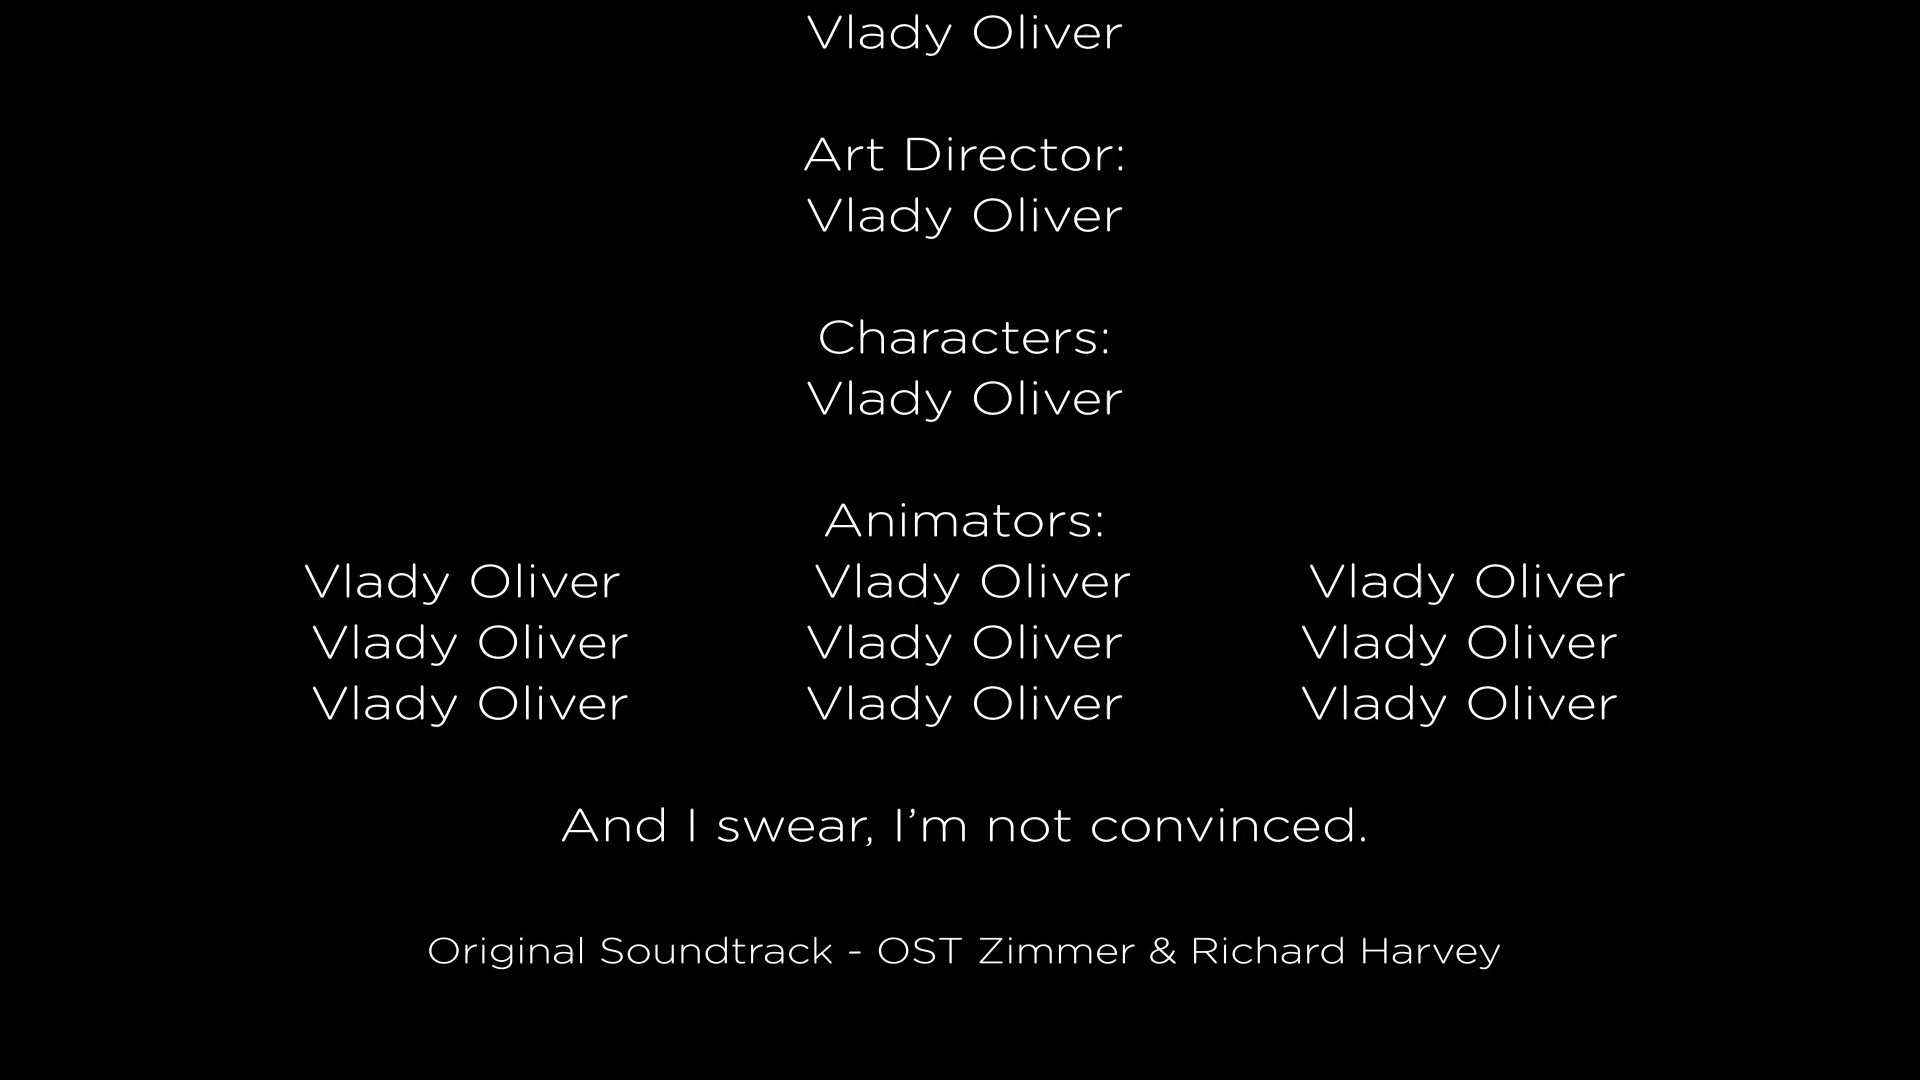 Vlady Oliver
Art Director:
Vlady Oliver
Characters:
Vlady Oliver
Animators:
Vlady Oliver Vlady Oliver Vlady Oliver
Vlady Oliver Vlady Oliver Vlady Oliver
Vlady Oliver Vlady Oliver Vlady Oliver
And I swear, I’m not convinced.
Original Soundtrack - OST Zimmer & Richard Harvey